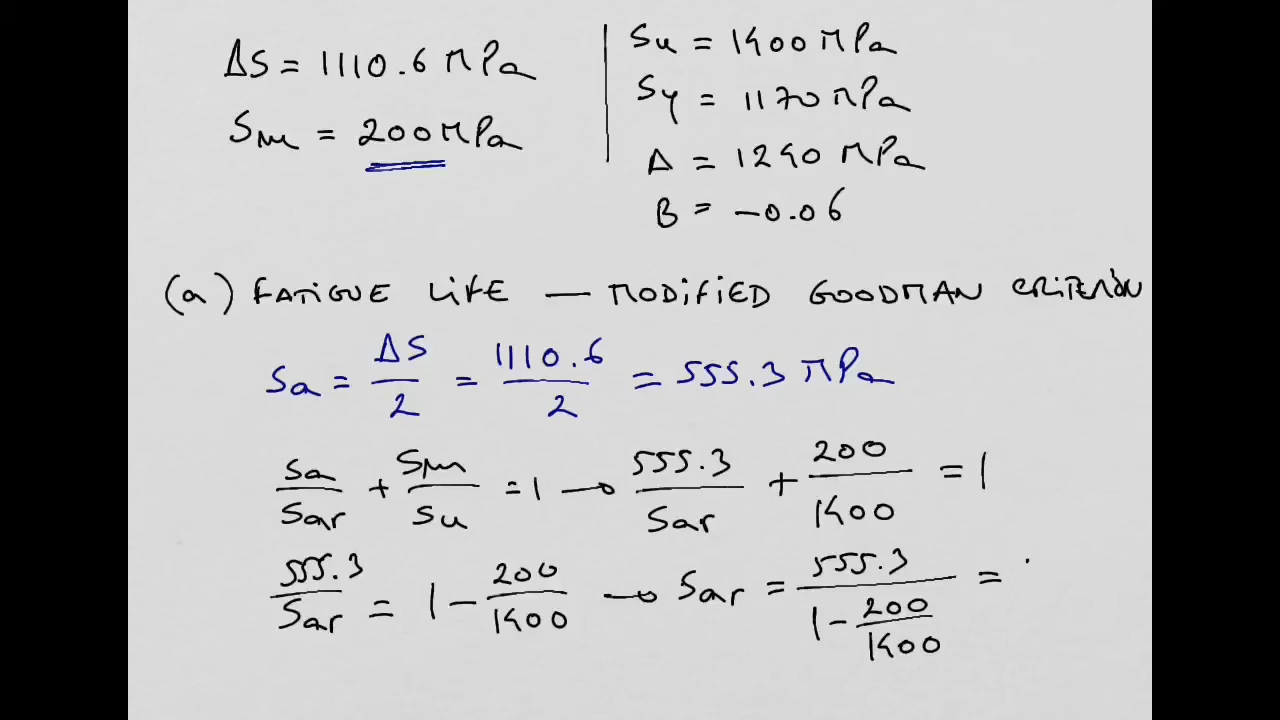 ΔS = 1110.6 MPa
Sm = 200 MPa
Su = 1400 MPa
Sy = 1170 MPa
A = 1240 MPa
B = -0.06
(a) FATIGUE LIFE — MODIFIED GOODMAN CRITERION
Sa = ΔS/2 = 1110.6/2 = 555.3 MPa
Sa/Sar + Sm/Su = 1 → 555.3/Sar + 200/1400 = 1
555.3/Sar = 1 - 200/1400 → Sar = 555.3/(1 - 200/1400) =